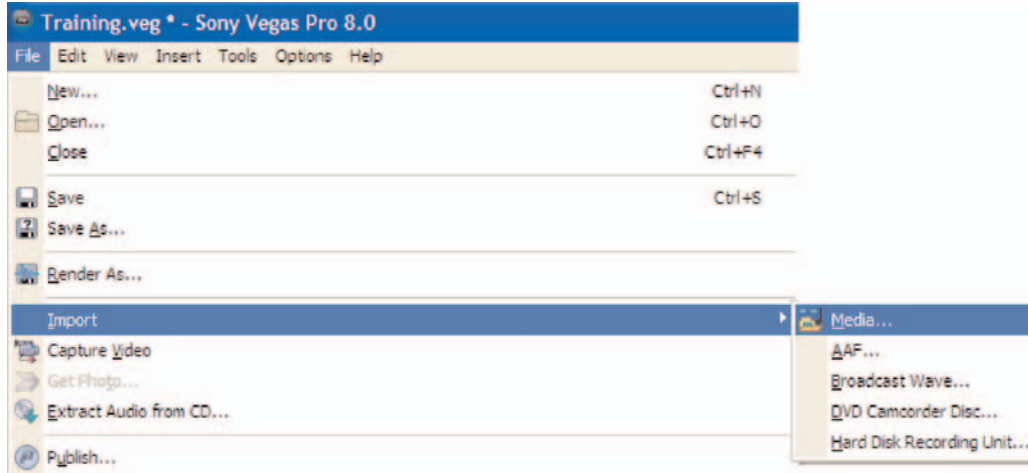 Training.veg * - Sony Vegas Pro 8.0
File Edit View Insert Tools Options Help
New... Ctrl+N
Open... Ctrl+O
Close Ctrl+F4
Save Ctrl+S
Save As...
Render As...
Import Media...
Capture Video AAF...
Get Photo... Broadcast Wave...
Extract Audio from CD... DVD Camcorder Disc...
Hard Disk Recording Unit...
Publish...